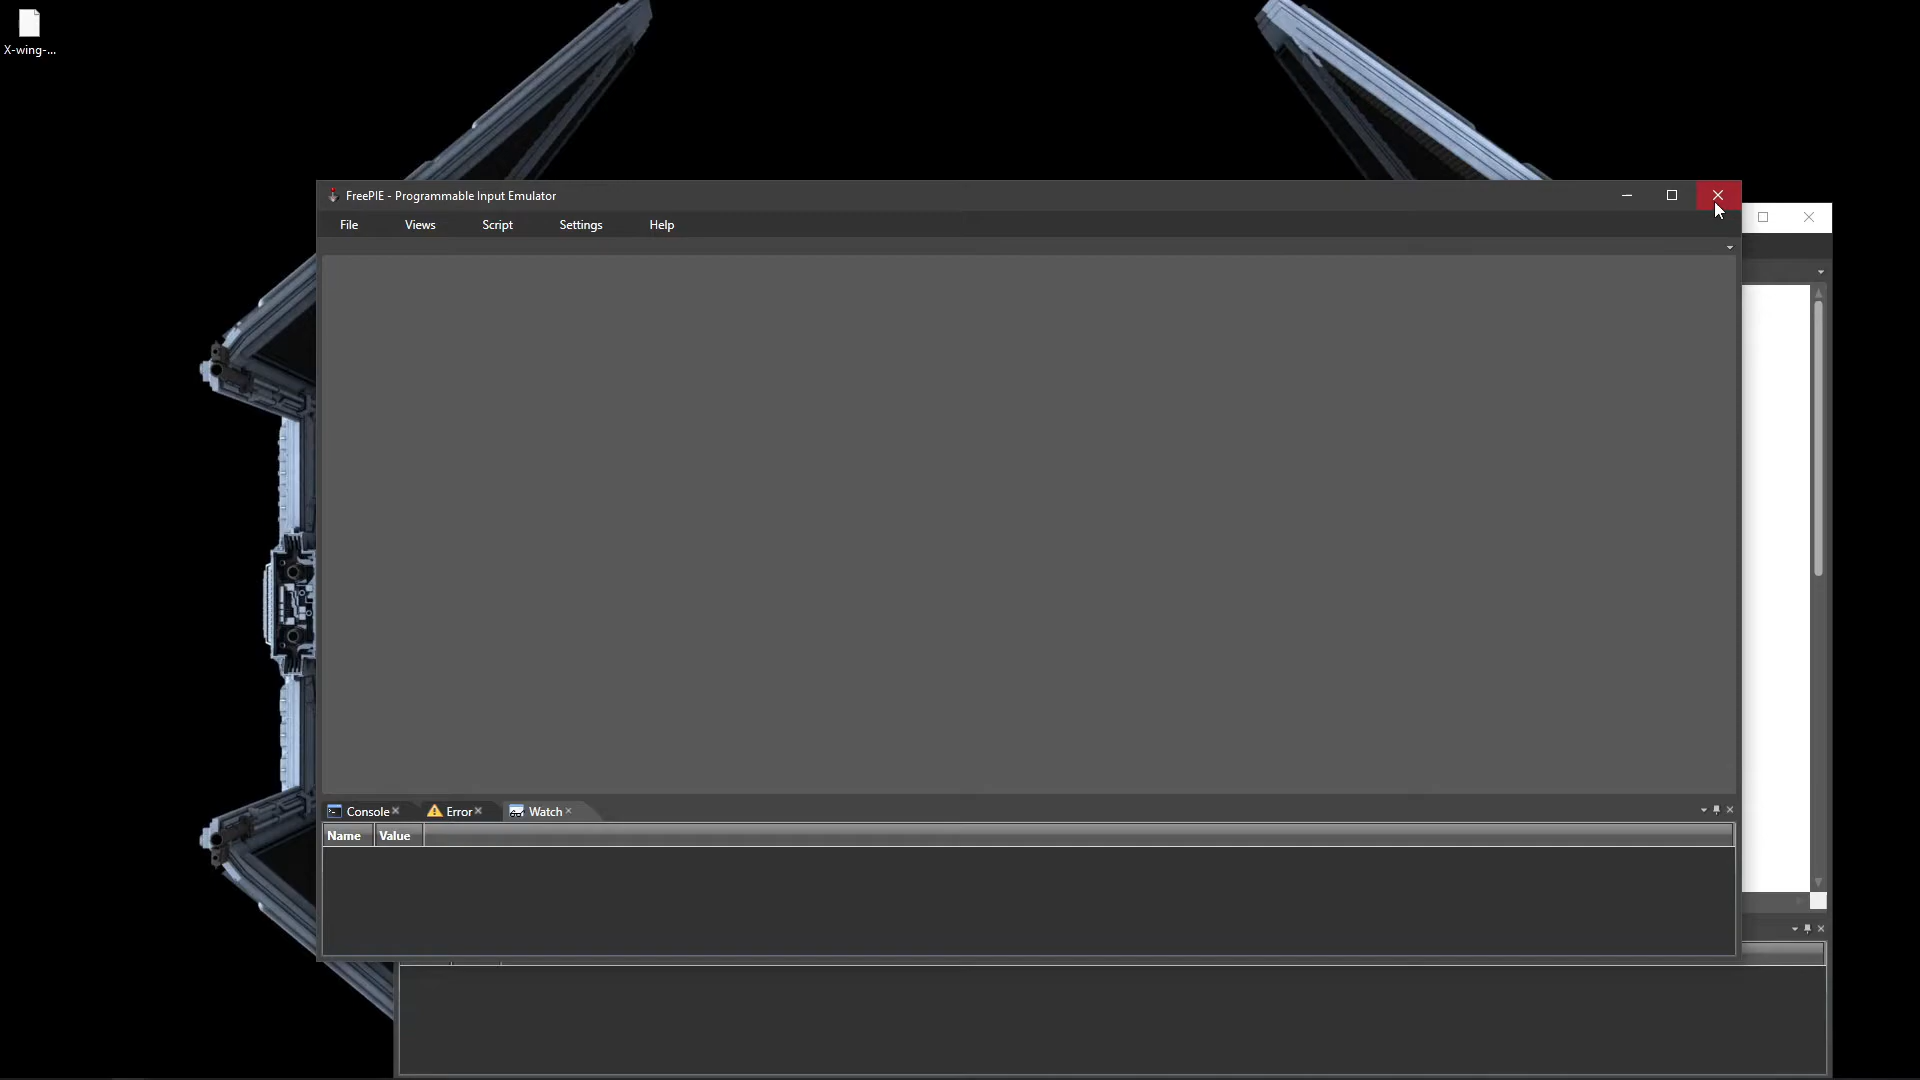 X-wing-...
FreePIE - Programmable Input Emulator
File Views Script Settings Help
Console Error Watch
Name Value